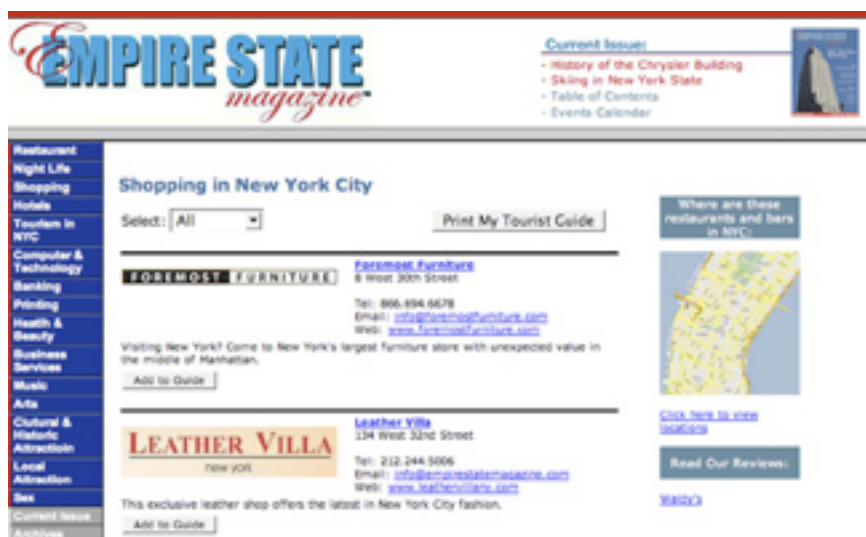 EMPIRE STATE
magazine
Current Issue:
- History of the Chrysler Building
- Skiing in New York State
- Table of Contents
- Events Calendar
Restaurant
Night Life
Shopping
Hotels
Tourism in
NYC
Computer &
Technology
Banking
Printing
Health &
Beauty
Business
Services
Music
Arts
Clutural &
Historic
Attractioin
Local
Attraction
Sex
Current Issue
Archives
Shopping in New York City
Select: All
Print My Tourist Guide
FOREMOST FURNITURE
Foremost Furniture
8 West 30th Street
Tel: 866.694.6678
Email: info@foremostfurniture.com
Web: www.foremostfurniture.com
Visiting New York? Come to New York's largest furniture store with unexpected value in
the middle of Manhattan.
Add to Guide
LEATHER VILLA
new york
Leather Villa
134 West 32nd Street
Tel: 212.244.5006
Email: info@empirestatemagazine.com
Web: www.leathervillany.com
This exclusive leather shop offers the latest in New York City fashion.
Add to Guide
Where are these
restaurants and bars
in NYC:
Click here to view
locations
Read Our Reviews: